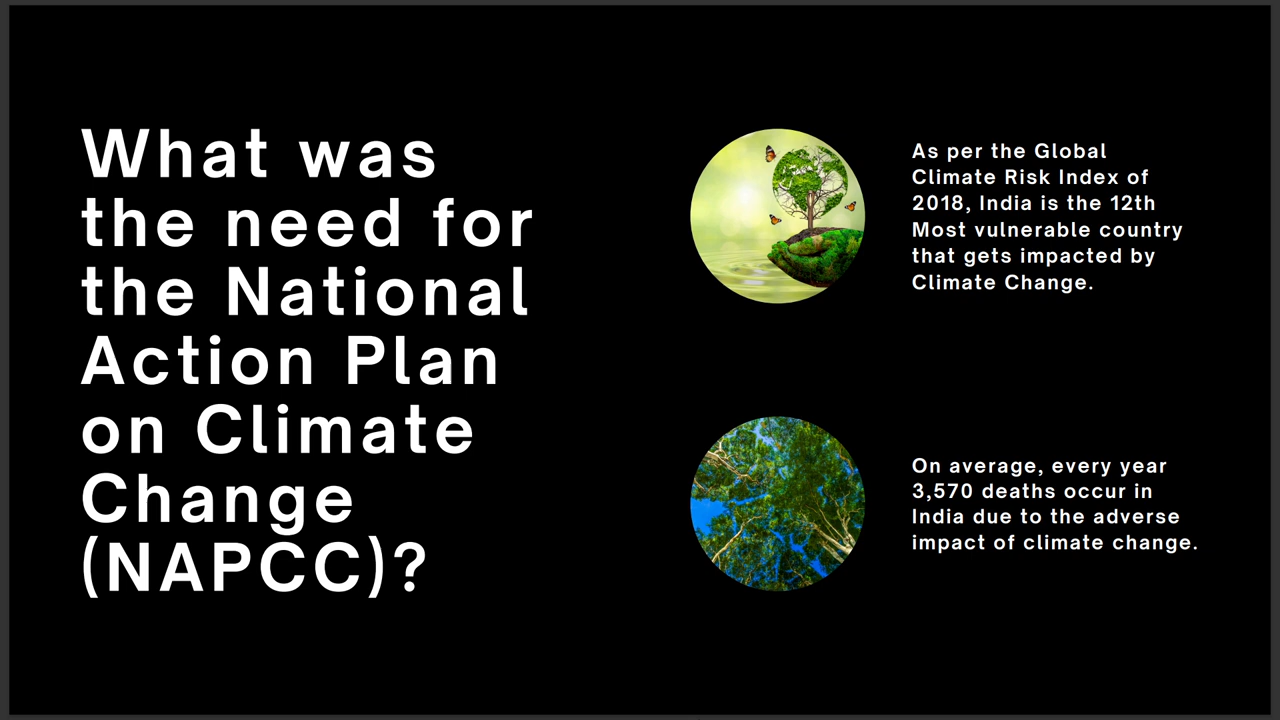 What was
the need for
the National
Action Plan
on Climate
Change
(NAPCC)?
As per the Global
Climate Risk Index of
2018, India is the 12th
Most vulnerable country
that gets impacted by
Climate Change.
On average, every year
3,570 deaths occur in
India due to the adverse
impact of climate change.